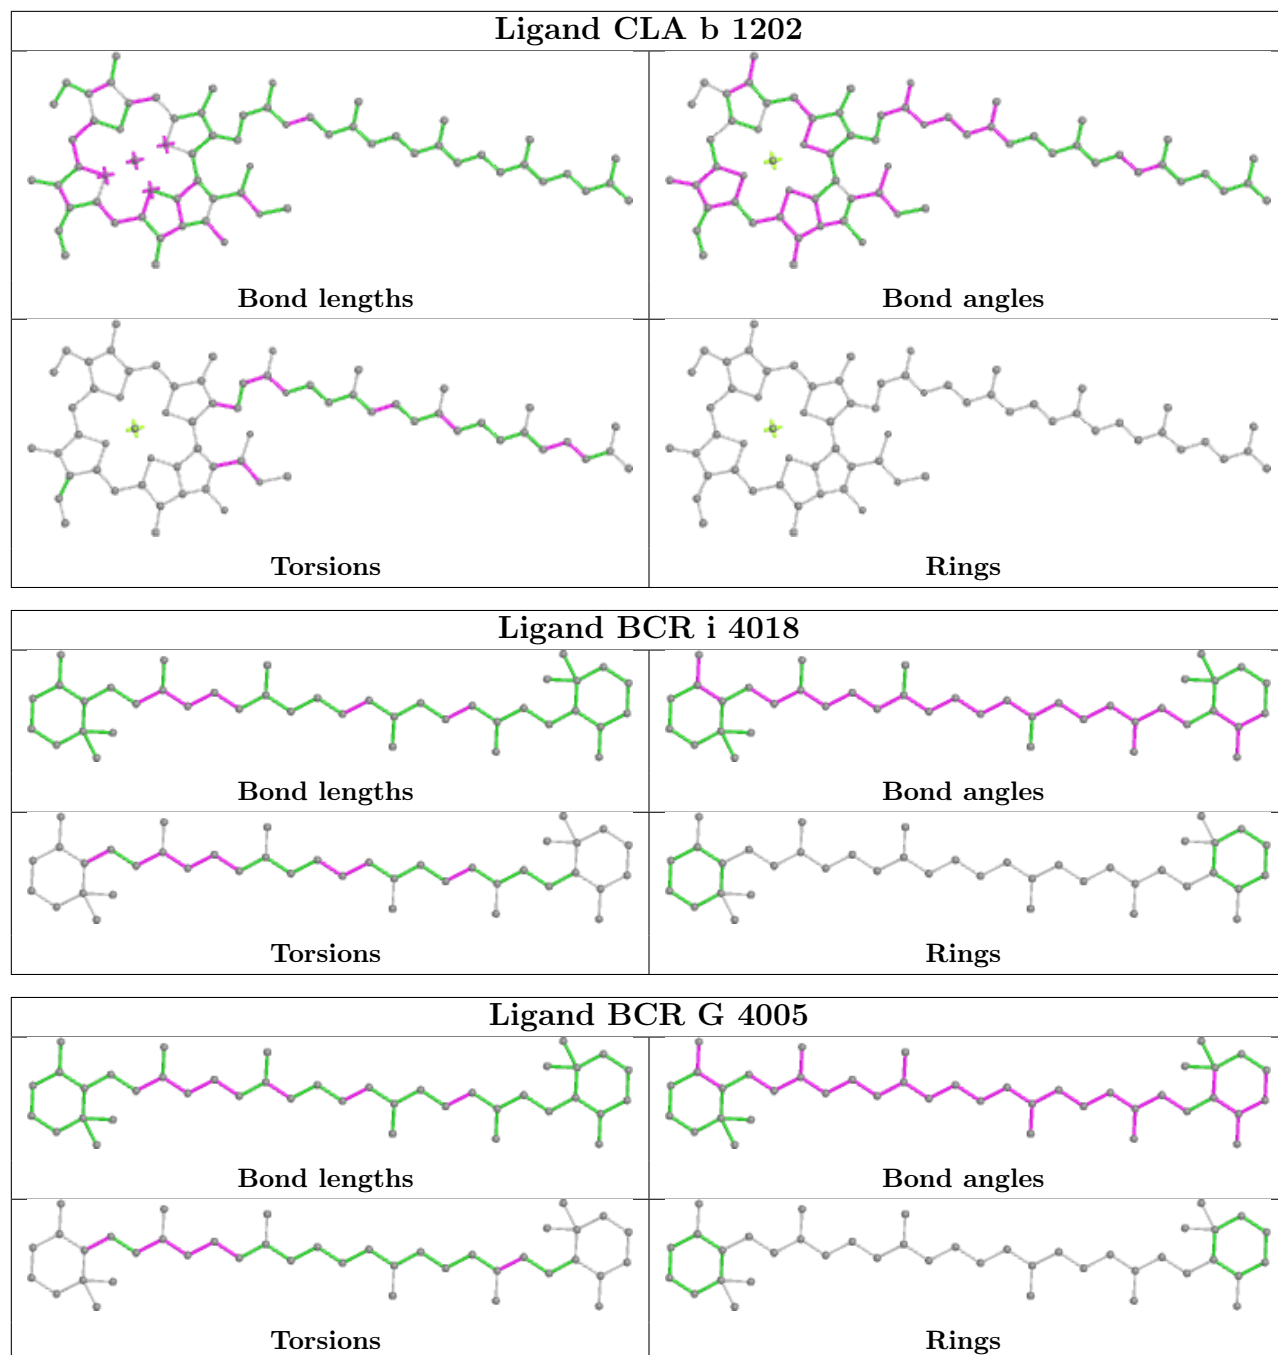 Ligand CLA b 1202
Bond lengths
Bond angles
Torsions
Rings
Ligand BCR i 4018
Bond lengths
Bond angles
Torsions
Rings
Ligand BCR G 4005
Bond lengths
Bond angles
Torsions
Rings